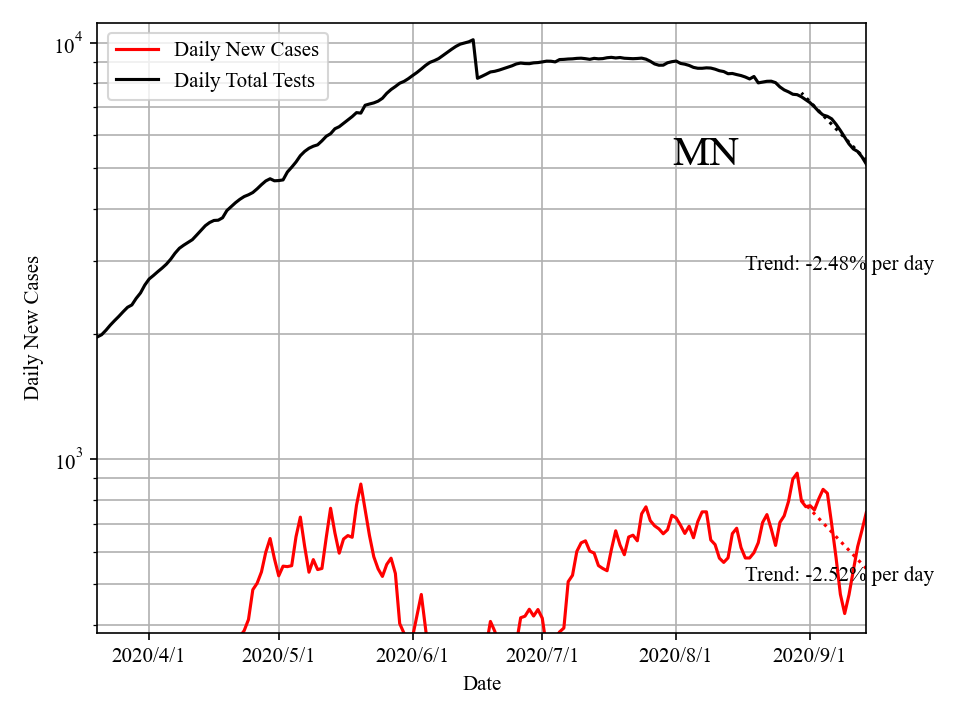 10^4
Daily New Cases
Daily Total Tests
MN
Trend: -2.48% per day
Daily New Cases
10^3
Trend: -2.52% per day
2020/4/1 2020/5/1 2020/6/1 2020/7/1 2020/8/1 2020/9/1
Date